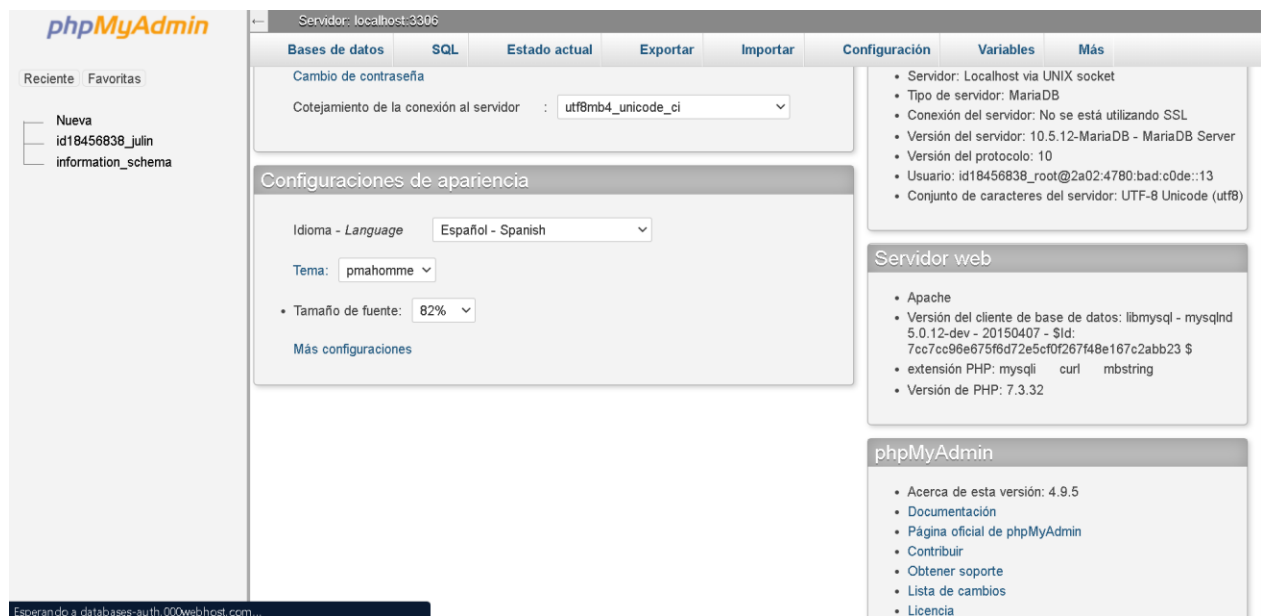 phpMyAdmin
Reciente Favoritas
Nueva
id18456838_julin
information_schema
Servidor: localhost:3306
Bases de datos SQL Estado actual Exportar Importar Configuración Variables Más
Cambio de contraseña
Cotejamiento de la conexión al servidor : utf8mb4_unicode_ci
Configuraciones de apariencia
Idioma - Language Español - Spanish
Tema: pmahomme
• Tamaño de fuente: 82%
Más configuraciones
• Servidor: Localhost via UNIX socket
• Tipo de servidor: MariaDB
• Conexión del servidor: No se está utilizando SSL
• Versión del servidor: 10.5.12-MariaDB - MariaDB Server
• Versión del protocolo: 10
• Usuario: id18456838_root@2a02:4780:bad:c0de::13
• Conjunto de caracteres del servidor: UTF-8 Unicode (utf8)
Servidor web
• Apache
• Versión del cliente de base de datos: libmysql - mysqlnd
5.0.12-dev - 20150407 - $Id:
7cc7cc96e675f6d72e5cf0f267f48e167c2abb23 $
• extensión PHP: mysqli curl mbstring
• Versión de PHP: 7.3.32
phpMyAdmin
• Acerca de esta versión: 4.9.5
• Documentación
• Página oficial de phpMyAdmin
• Contribuir
• Obtener soporte
• Lista de cambios
• Licencia
Esperando a databases-auth.000webhost.com...